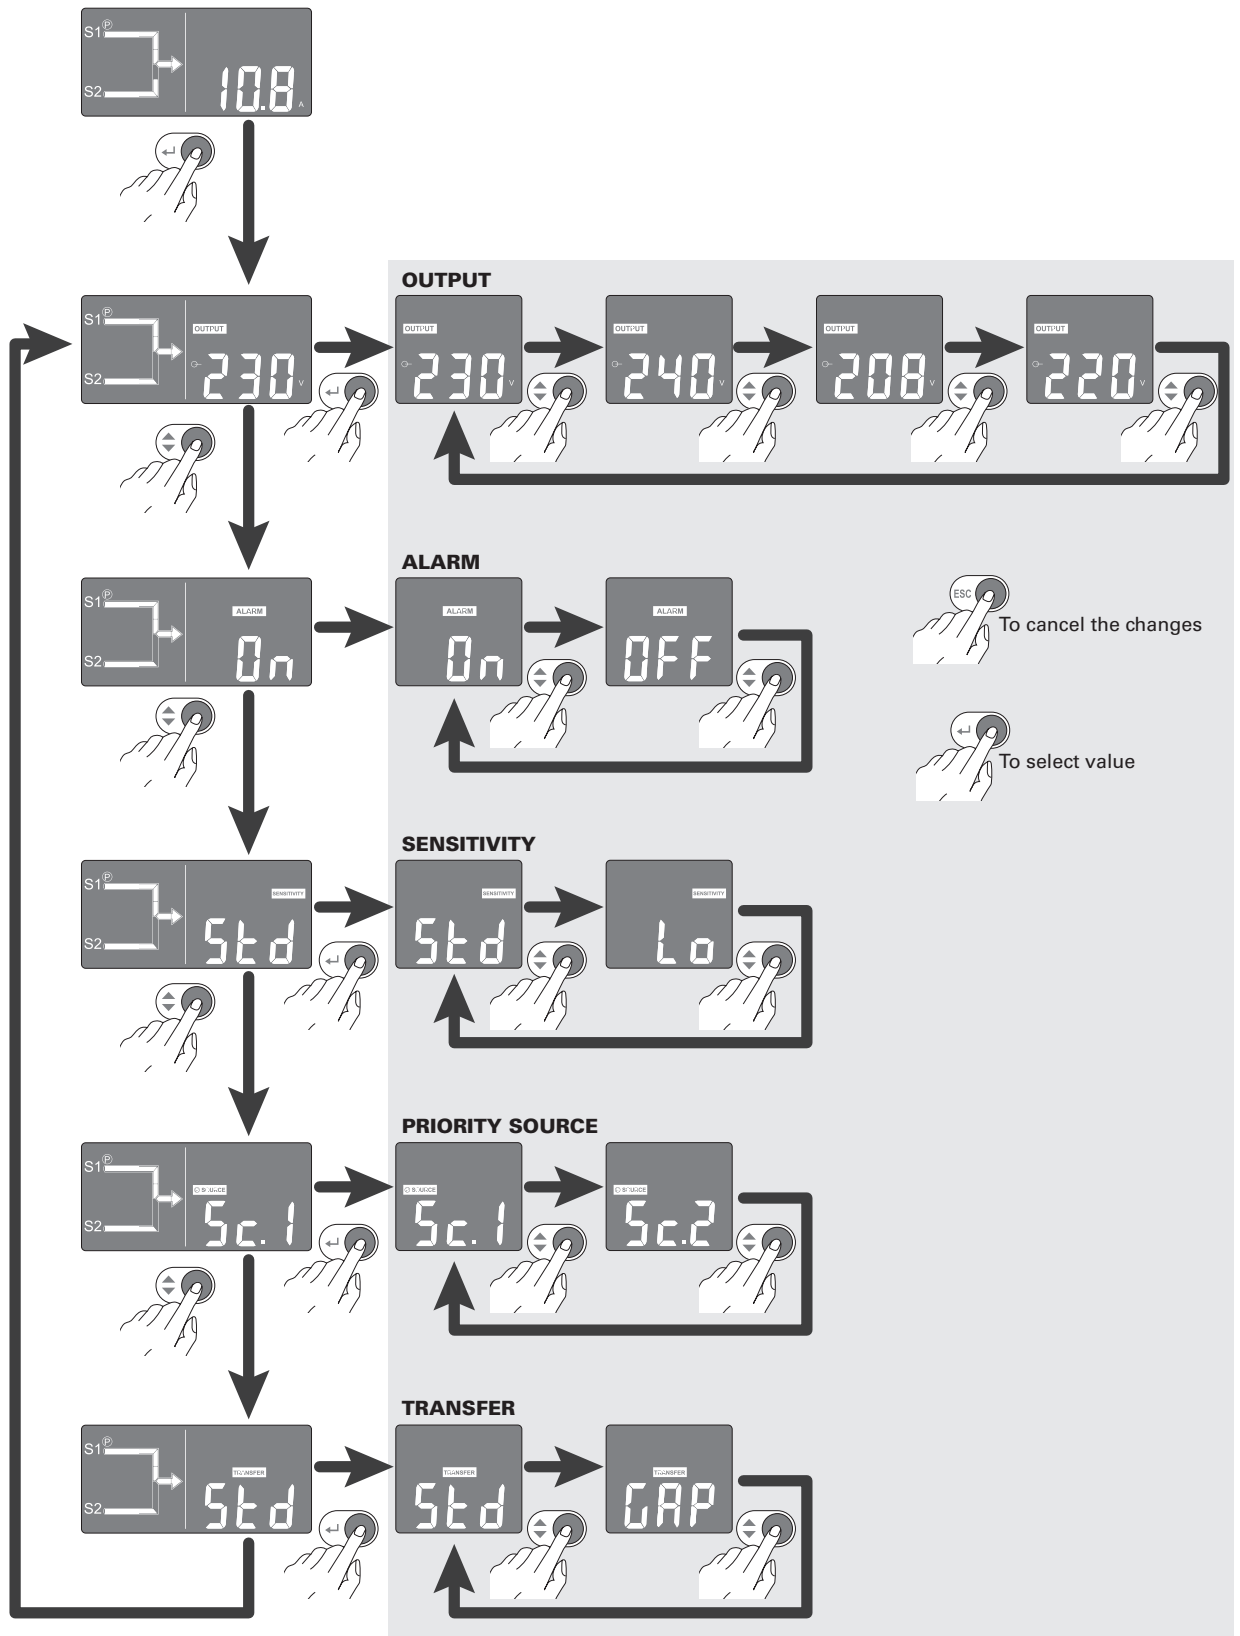 S1 P
10.8 A
S2
OUTPUT
S1 P
OUTPUT
230 V
S2
OUTPUT
230 V
OUTPUT
240 V
OUTPUT
208 V
OUTPUT
220 V
ALARM
S1 P
ALARM
On
S2
ALARM
On
ALARM
OFF
ESC
To cancel the changes
To select value
SENSITIVITY
S1 P
SENSITIVITY
Std
S2
SENSITIVITY
Std
SENSITIVITY
Lo
PRIORITY SOURCE
S1 P
P SOURCE
Sc.1
S2
P SOURCE
Sc.1
P SOURCE
Sc.2
TRANSFER
S1 P
TRANSFER
Std
S2
TRANSFER
Std
TRANSFER
GAP